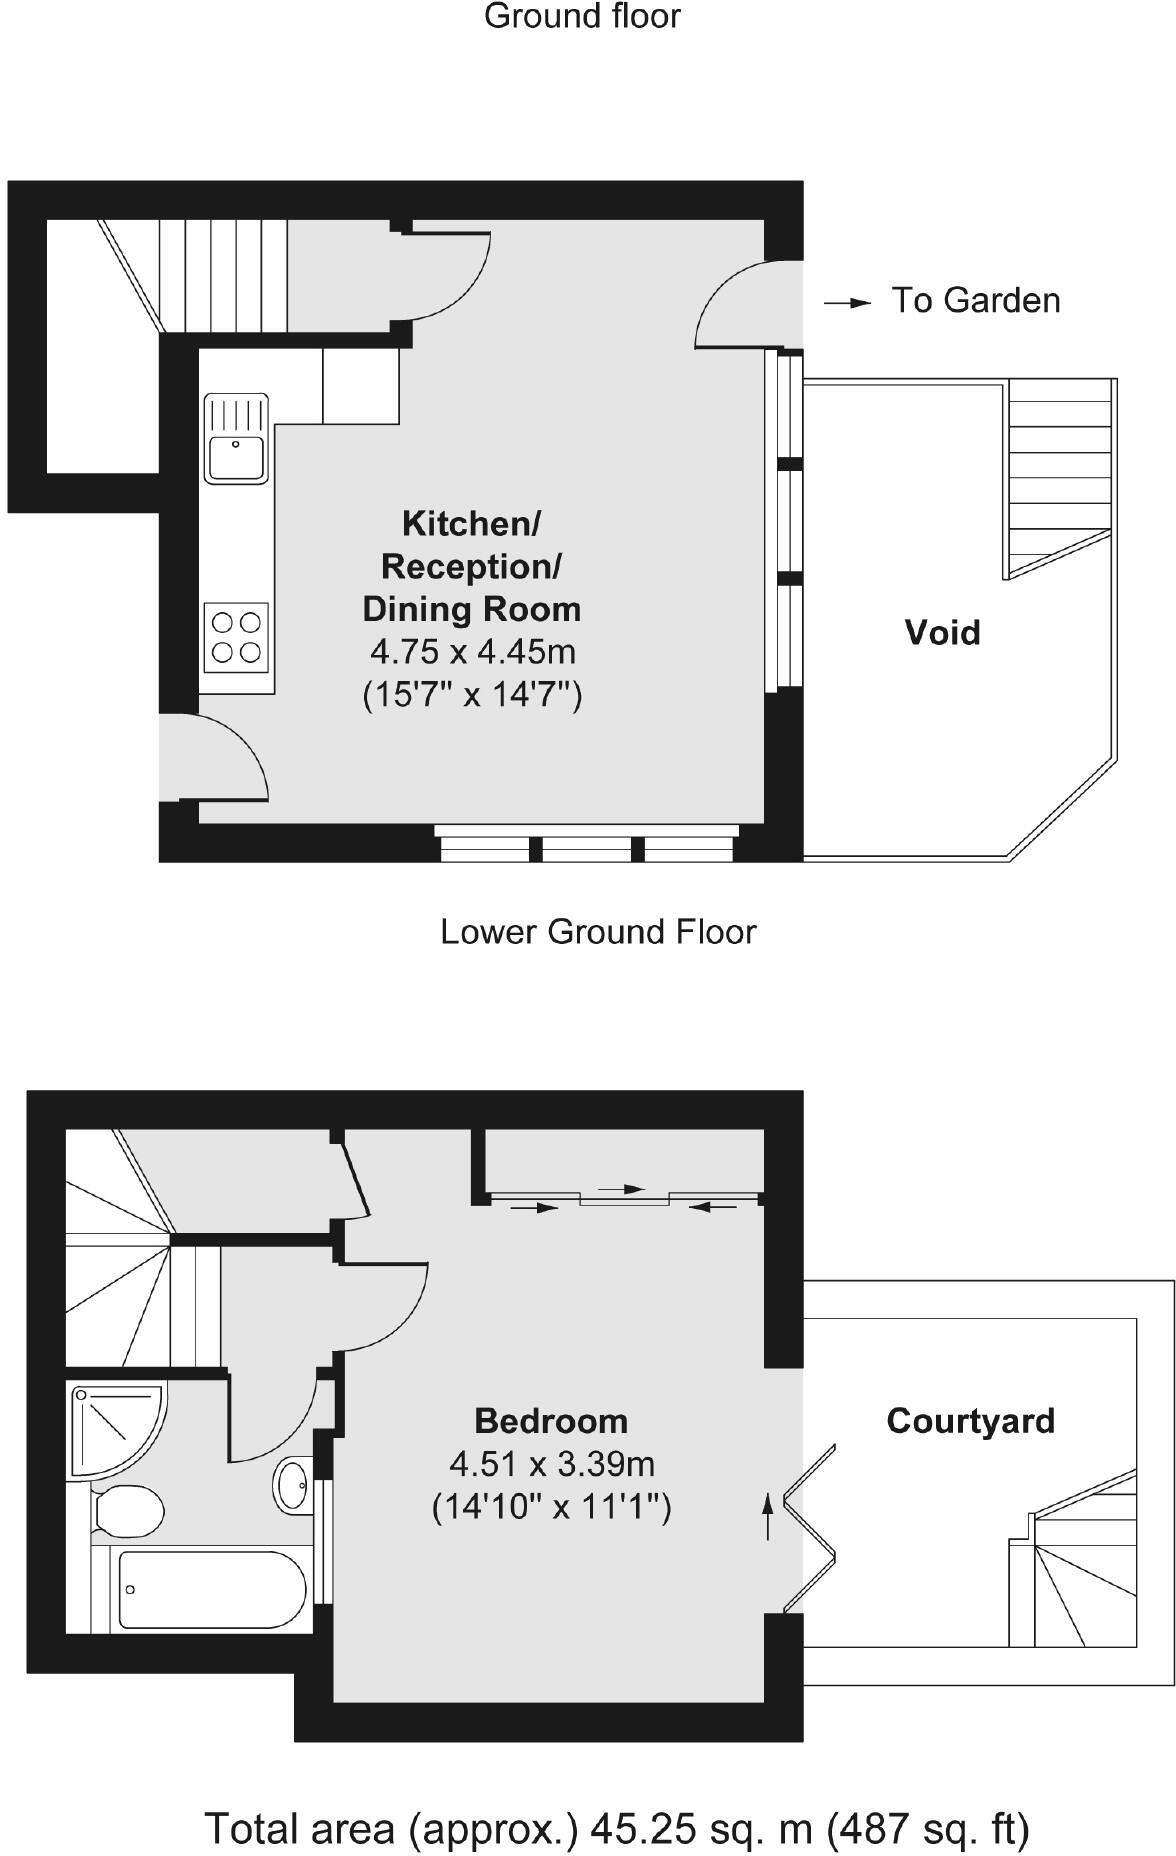 Ground floor
To Garden
Kitchen/
Reception/
Dining Room
4.75 x 4.45m
(15'7" x 14'7")
Void
Lower Ground Floor
Bedroom
4.51 x 3.39m
(14'10" x 11'1")
Courtyard
Total area (approx.) 45.25 sq. m (487 sq. ft)